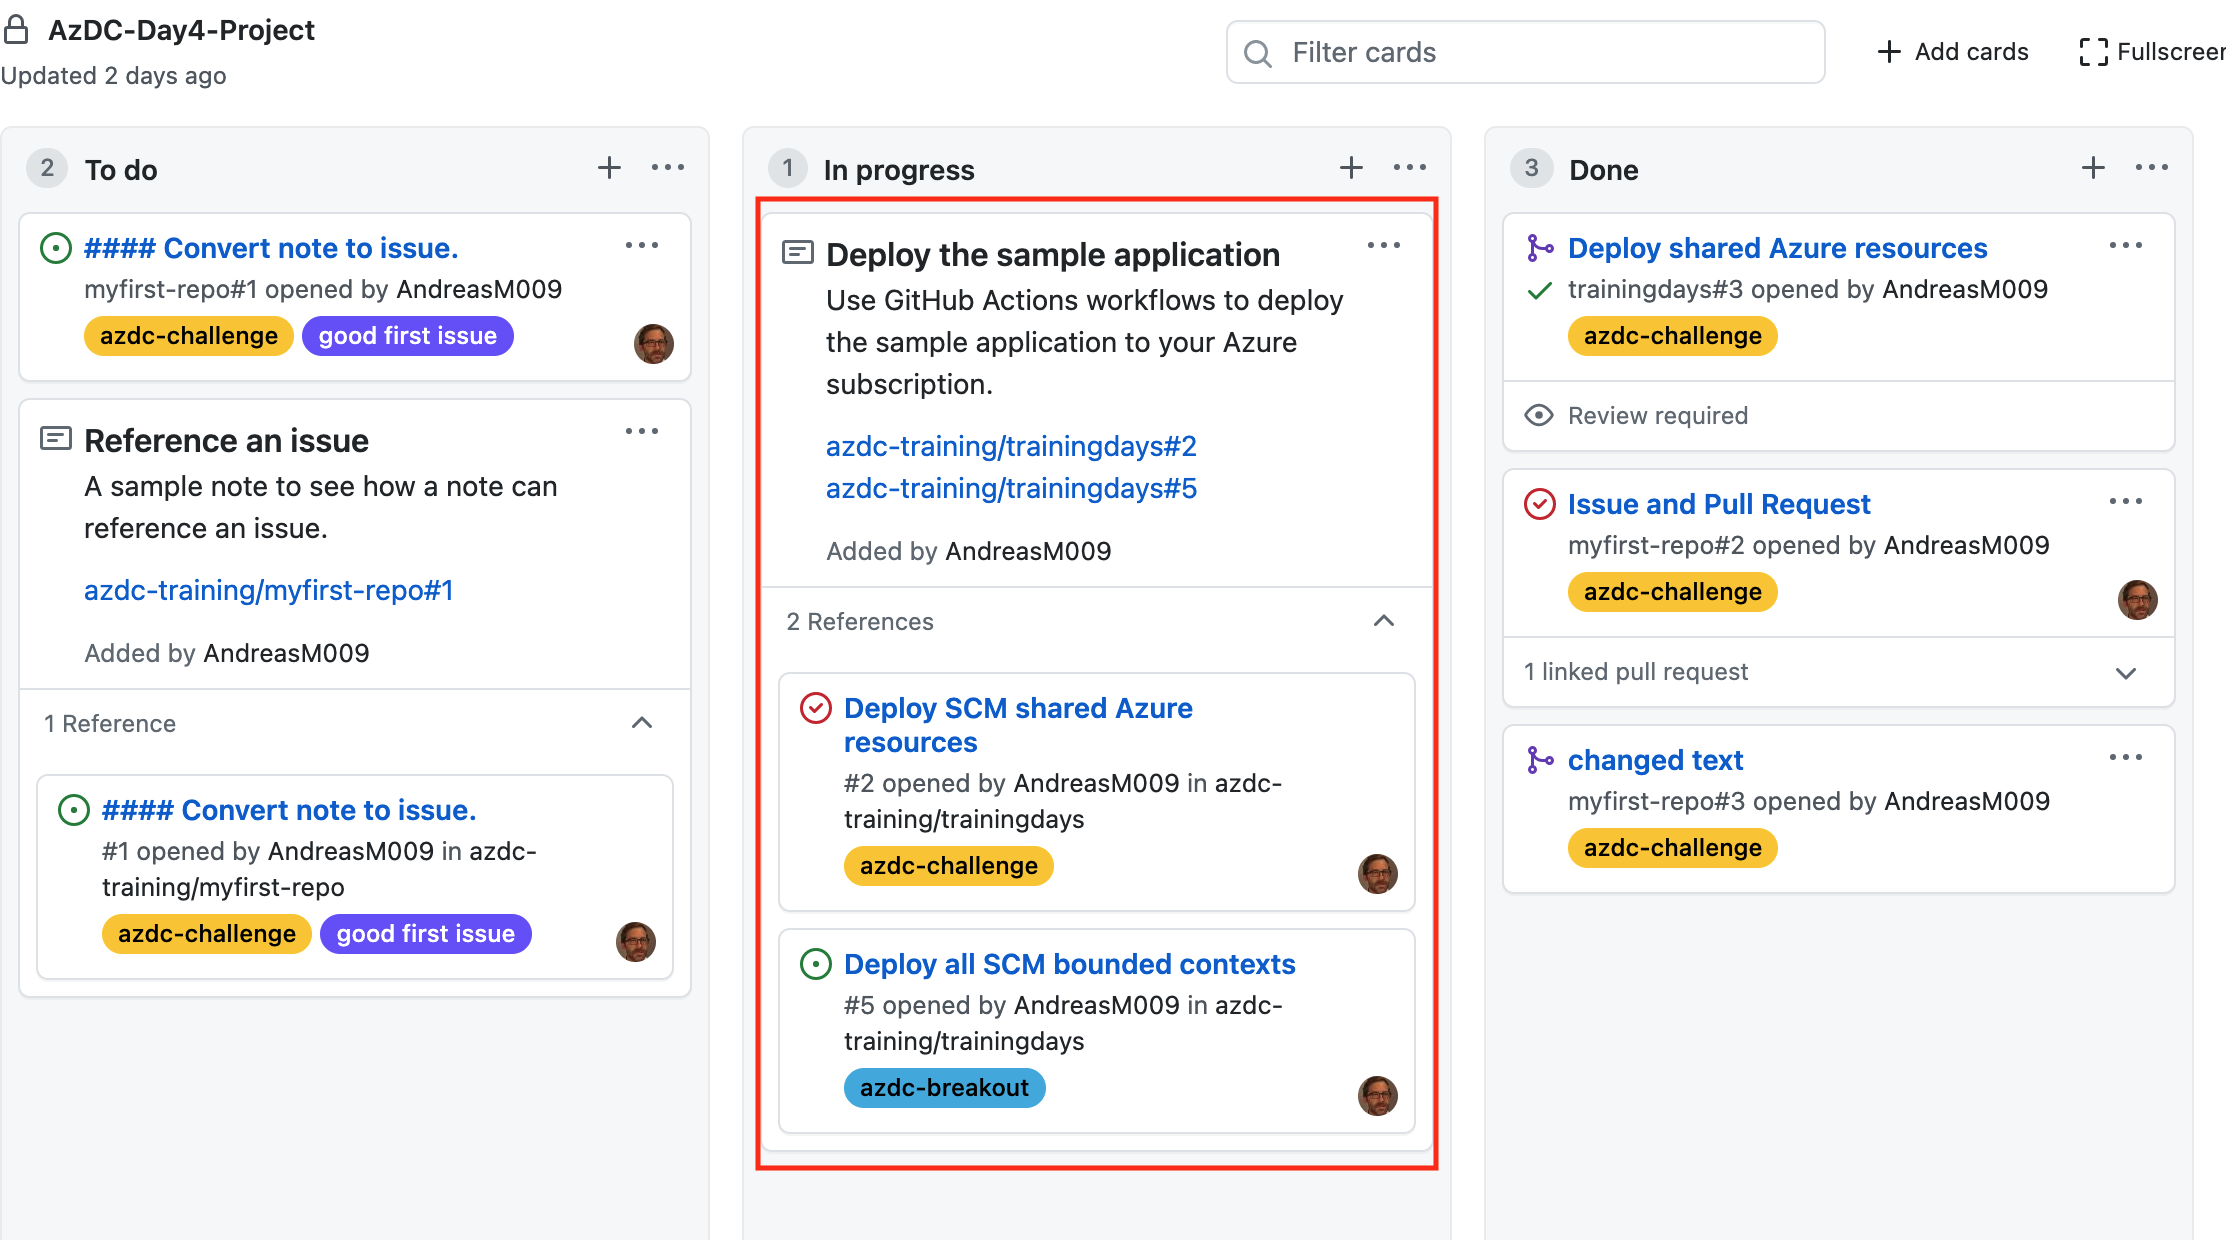 AzDC-Day4-Project
Updated 2 days ago
Filter cards
Add cards
Fullscreen
2 To do
#### Convert note to issue.
myfirst-repo#1 opened by AndreasM009
azdc-challenge good first issue
Reference an issue
A sample note to see how a note can
reference an issue.
azdc-training/myfirst-repo#1
Added by AndreasM009
1 Reference
#### Convert note to issue.
#1 opened by AndreasM009 in azdc-
training/myfirst-repo
azdc-challenge good first issue
1 In progress
Deploy the sample application
Use GitHub Actions workflows to deploy
the sample application to your Azure
subscription.
azdc-training/trainingdays#2
azdc-training/trainingdays#5
Added by AndreasM009
2 References
Deploy SCM shared Azure
resources
#2 opened by AndreasM009 in azdc-
training/trainingdays
azdc-challenge
Deploy all SCM bounded contexts
#5 opened by AndreasM009 in azdc-
training/trainingdays
azdc-breakout
3 Done
Deploy shared Azure resources
trainingdays#3 opened by AndreasM009
azdc-challenge
Review required
Issue and Pull Request
myfirst-repo#2 opened by AndreasM009
azdc-challenge
1 linked pull request
changed text
myfirst-repo#3 opened by AndreasM009
azdc-challenge